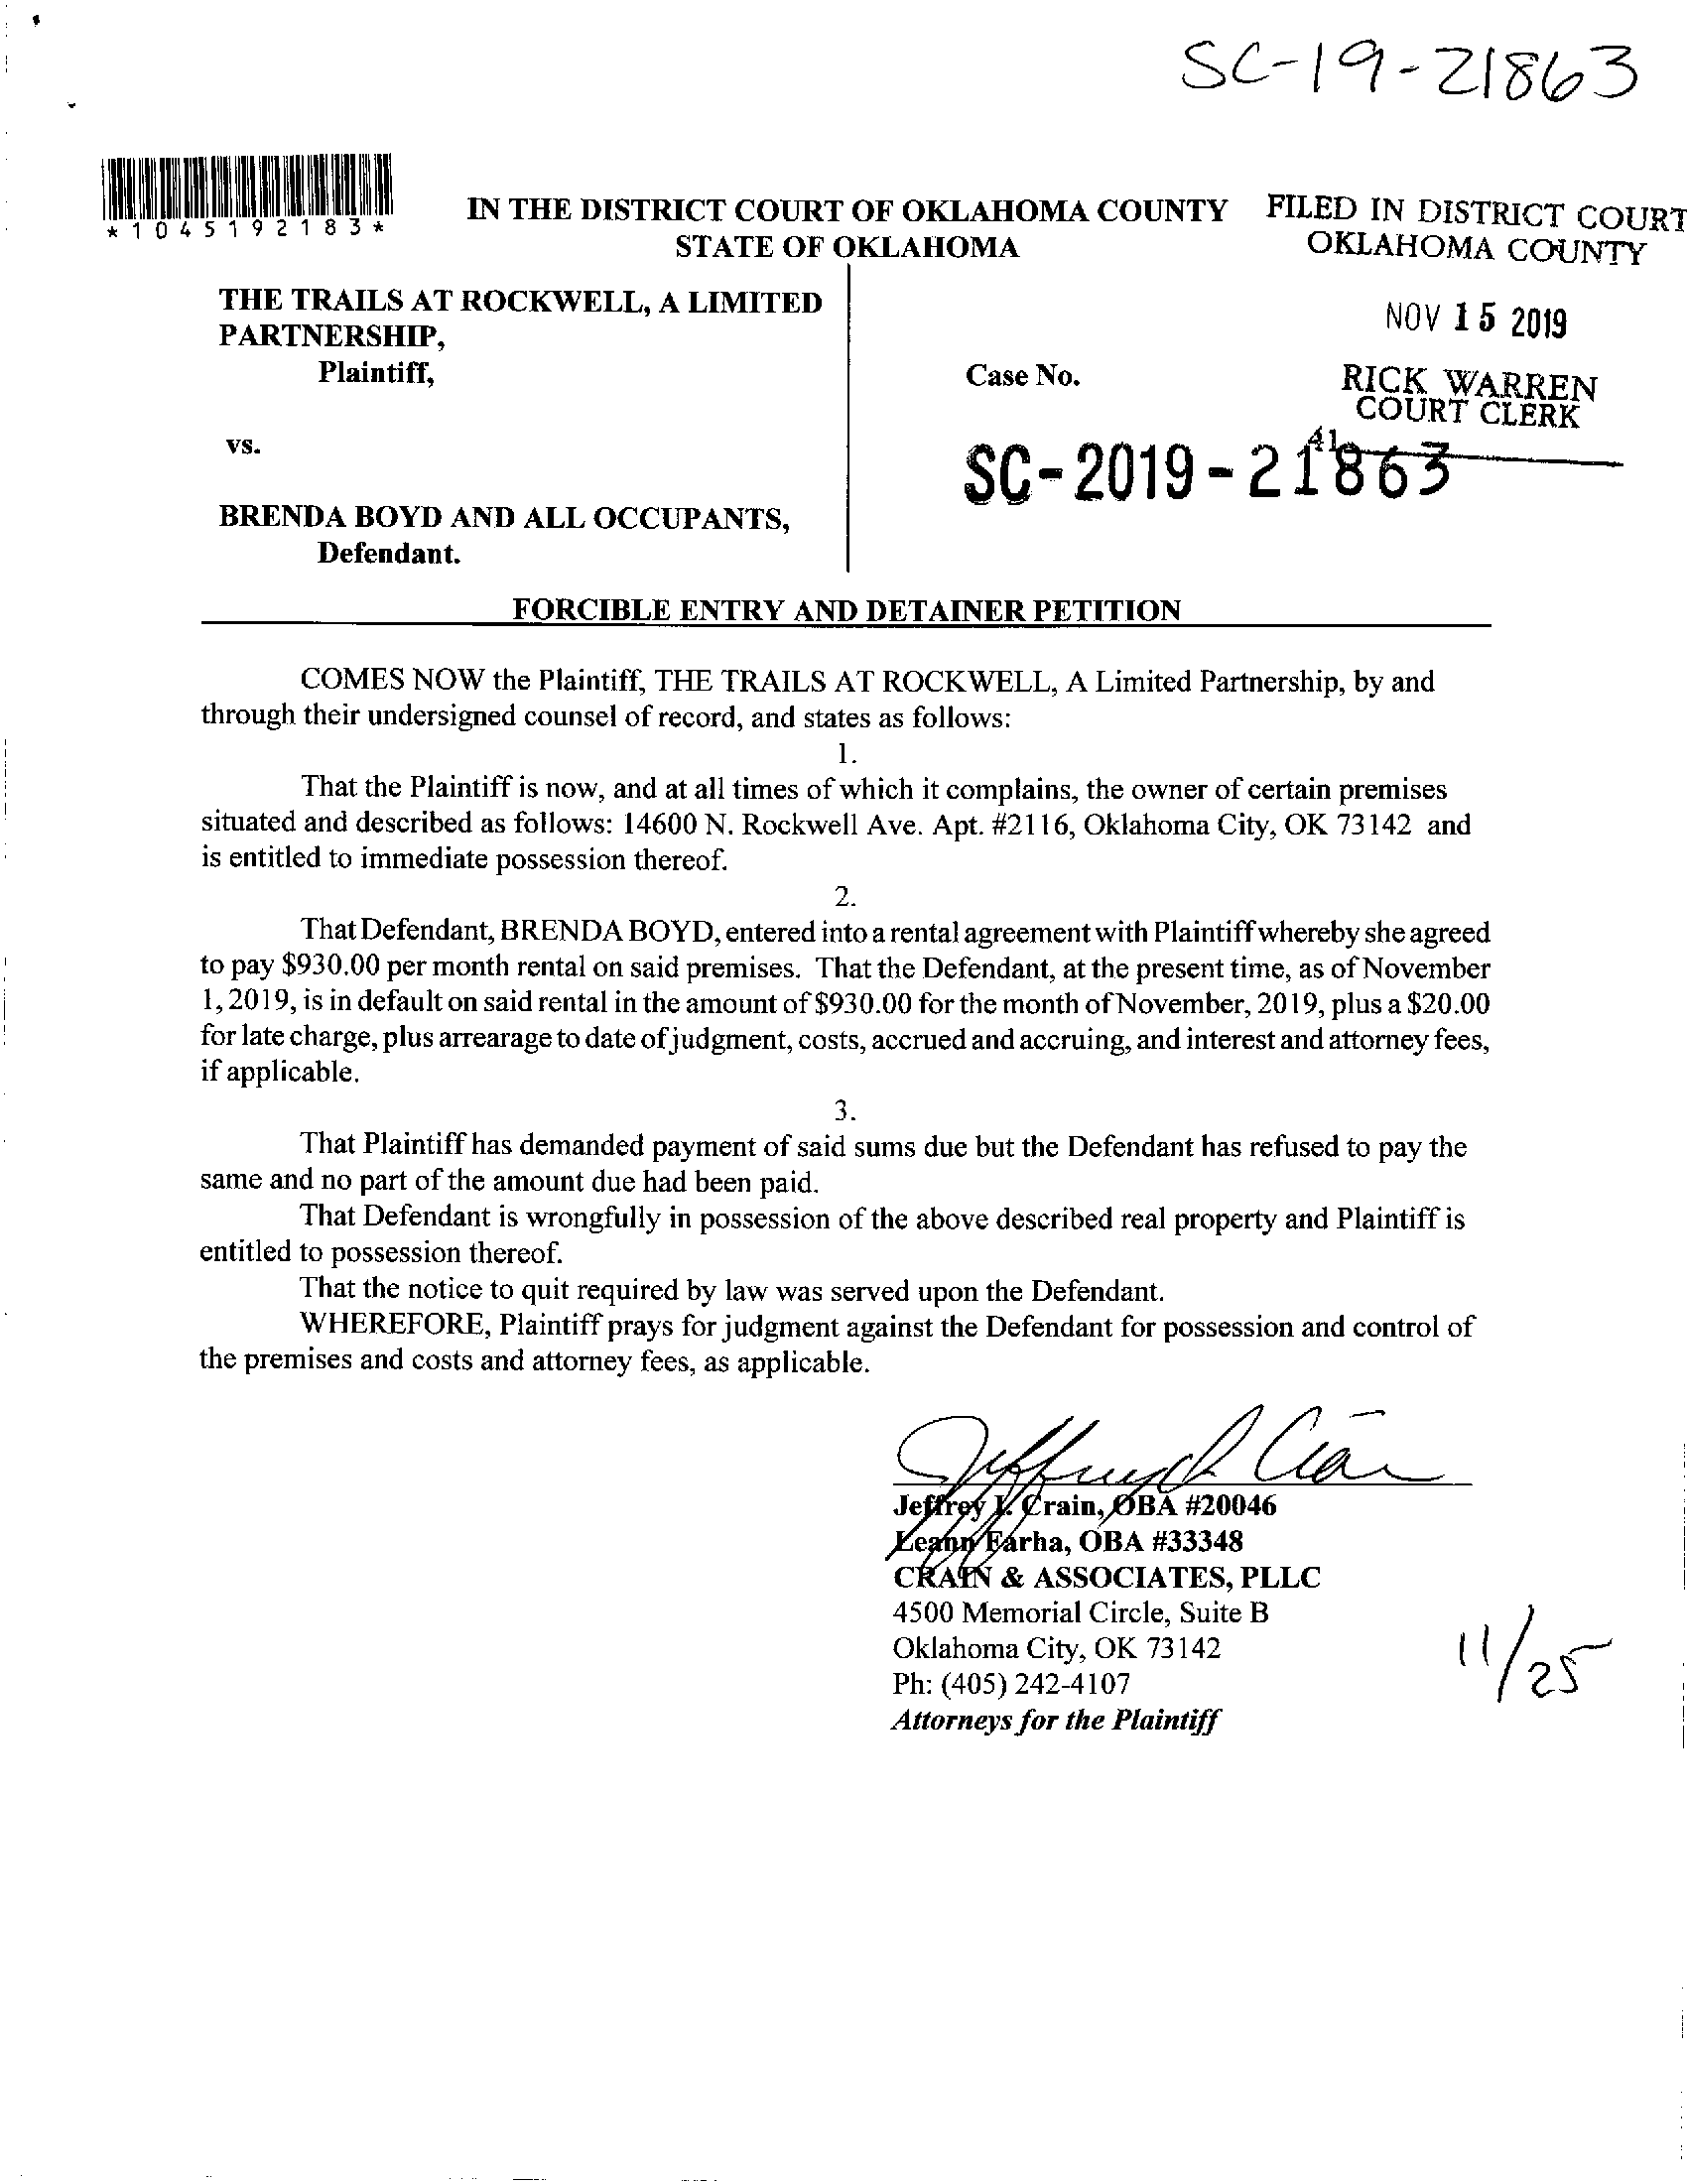 SC-19-21863
*1045192183*
IN THE DISTRICT COURT OF OKLAHOMA COUNTY
STATE OF OKLAHOMA
FILED IN DISTRICT COURT
OKLAHOMA COUNTY
NOV 15 2019
RICK WARREN
COURT CLERK
41
THE TRAILS AT ROCKWELL, A LIMITED
PARTNERSHIP,
Plaintiff,
vs.
BRENDA BOYD AND ALL OCCUPANTS,
Defendant.
Case No.
SC-2019-21863
FORCIBLE ENTRY AND DETAINER PETITION
COMES NOW the Plaintiff, THE TRAILS AT ROCKWELL, A Limited Partnership, by and
through their undersigned counsel of record, and states as follows:
1.
That the Plaintiff is now, and at all times of which it complains, the owner of certain premises
situated and described as follows: 14600 N. Rockwell Ave. Apt. #2116, Oklahoma City, OK 73142 and
is entitled to immediate possession thereof.
2.
That Defendant, BRENDA BOYD, entered into a rental agreement with Plaintiff whereby she agreed
to pay $930.00 per month rental on said premises. That the Defendant, at the present time, as of November
1, 2019, is in default on said rental in the amount of $930.00 for the month of November, 2019, plus a $20.00
for late charge, plus arrearage to date of judgment, costs, accrued and accruing, and interest and attorney fees,
if applicable.
3.
That Plaintiff has demanded payment of said sums due but the Defendant has refused to pay the
same and no part of the amount due had been paid.
That Defendant is wrongfully in possession of the above described real property and Plaintiff is
entitled to possession thereof.
That the notice to quit required by law was served upon the Defendant.
WHEREFORE, Plaintiff prays for judgment against the Defendant for possession and control of
the premises and costs and attorney fees, as applicable.
Jeffrey Crain, OBA #20046
Leann Farha, OBA #33348
CRAIN & ASSOCIATES, PLLC
4500 Memorial Circle, Suite B
Oklahoma City, OK 73142
Ph: (405) 242-4107
Attorneys for the Plaintiff
11/25